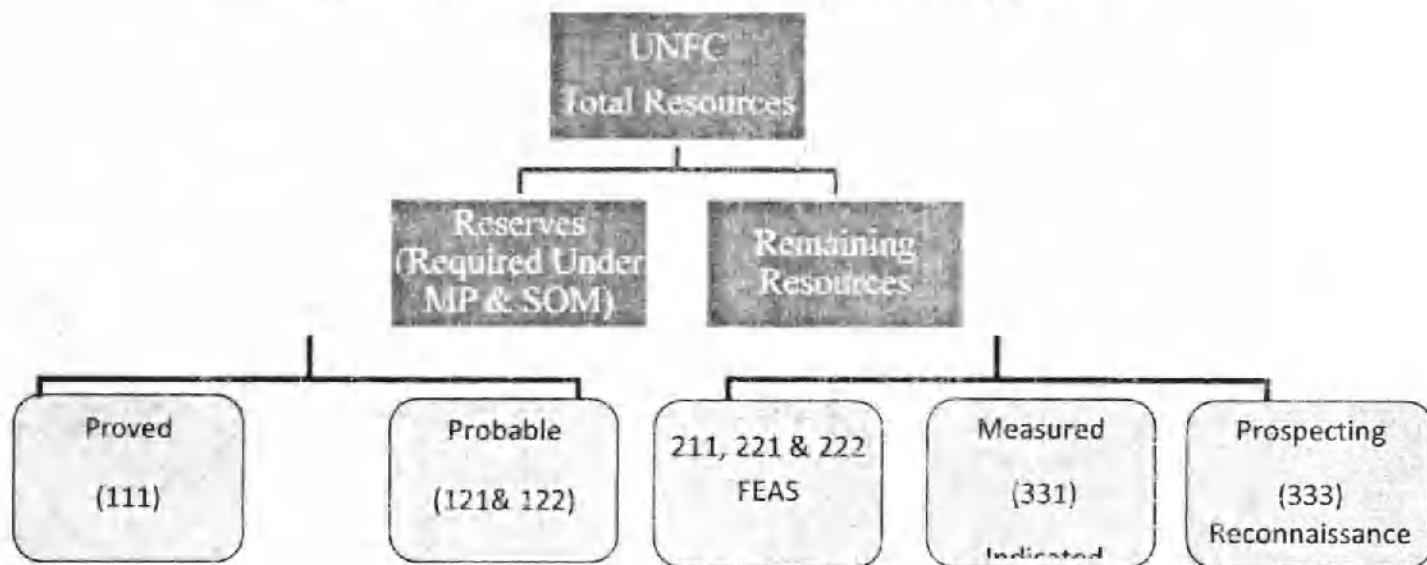 UNFC
Total Resources
Reserves
(Required Under
MP & SOM)
Remaining
Resources
Proved
(111)
Probable
(121& 122)
211, 221 & 222
FEAS
Measured
(331)
Indicated
Prospecting
(333)
Reconnaissance